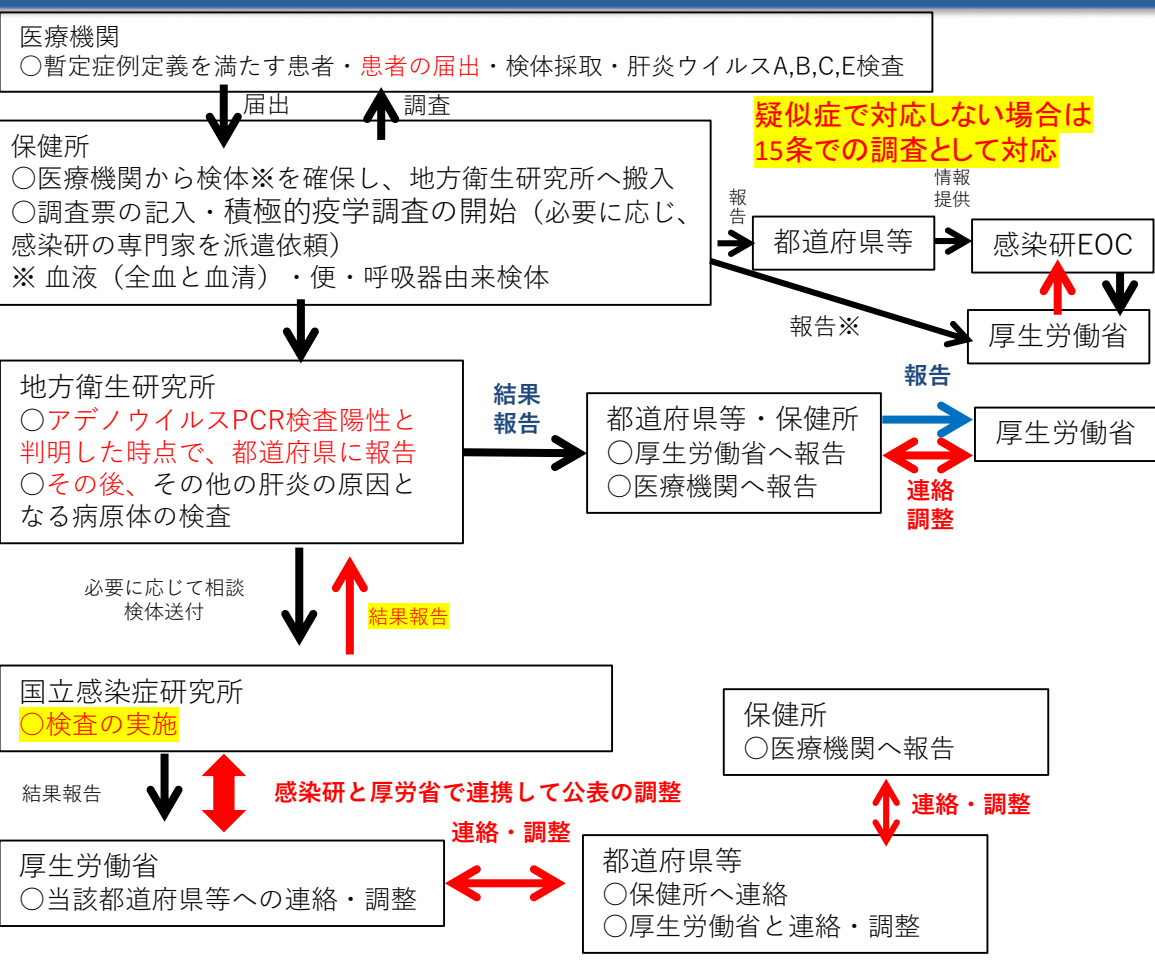 医療機関
○暫定症例定義を満たす患者・患者の届出・検体採取・肝炎ウイルスA,B,C,E検査
届出
調査
疑似症で対応しない場合は
15条での調査として対応
保健所
○医療機関から検体※を確保し、地方衛生研究所へ搬入
○調査票の記入・積極的疫学調査の開始（必要に応じ、
感染研の専門家を派遣依頼）
※ 血液（全血と血清）・便・呼吸器由来検体
報
告
都道府県等
情報
提供
感染研EOC
報告※
厚生労働省
地方衛生研究所
○アデノウイルスPCR検査陽性と
判明した時点で、都道府県に報告
○その後、その他の肝炎の原因と
なる病原体の検査
結果
報告
都道府県等・保健所
○厚生労働省へ報告
○医療機関へ報告
報告
連絡
調整
厚生労働省
必要に応じて相談
検体送付
結果報告
国立感染症研究所
○検査の実施
結果報告
感染研と厚労省で連携して公表の調整
保健所
○医療機関へ報告
連絡・調整
連絡・調整
厚生労働省
○当該都道府県等への連絡・調整
都道府県等
○保健所へ連絡
○厚生労働省と連絡・調整